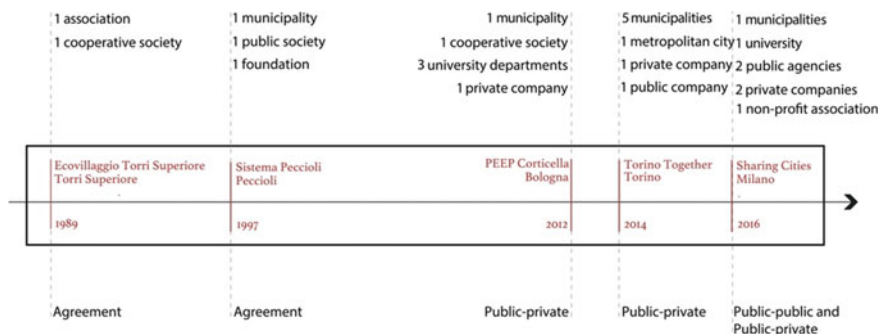 1 association
1 cooperative society
1 municipality
1 public society
1 foundation
1 municipality
1 cooperative society
3 university departments
1 private company
5 municipalities
1 metropolitan city
1 private company
1 public company
1 municipalities
1 university
2 public agencies
2 private companies
1 non-profit association
Ecovillaggio Torri Superiore
Torri Superiore
1989
Sistema Peccioli
Peccioli
1997
PEEP Corticella
Bologna
2012
Torino Together
Torino
2014
Sharing Cities
Milano
2016
Agreement
Agreement
Public-private
Public-private
Public-public and
Public-private